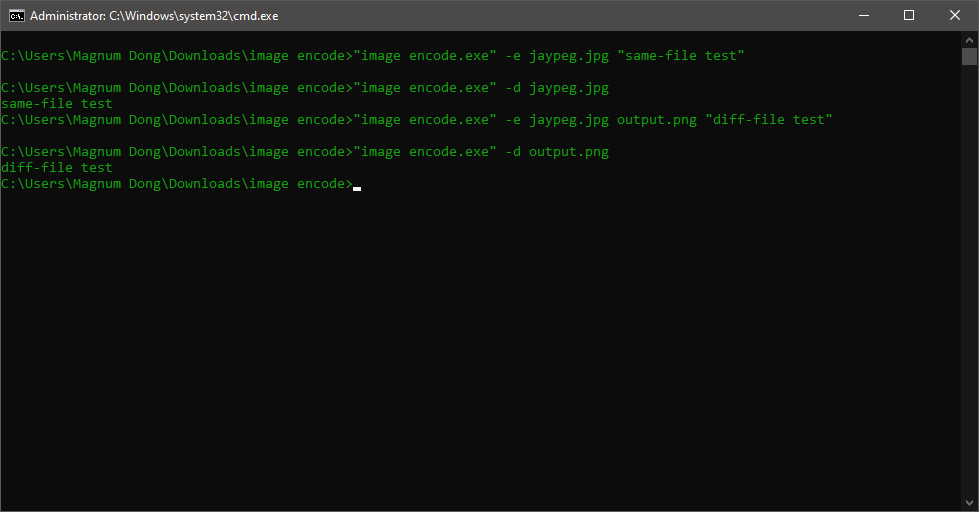 Administrator: C:\Windows\system32\cmd.exe
C:\Users\Magnum Dong\Downloads\image encode>"image encode.exe" -e jaypeg.jpg "same-file test"
C:\Users\Magnum Dong\Downloads\image encode>"image encode.exe" -d jaypeg.jpg
same-file test
C:\Users\Magnum Dong\Downloads\image encode>"image encode.exe" -e jaypeg.jpg output.png "diff-file test"
C:\Users\Magnum Dong\Downloads\image encode>"image encode.exe" -d output.png
diff-file test
C:\Users\Magnum Dong\Downloads\image encode>